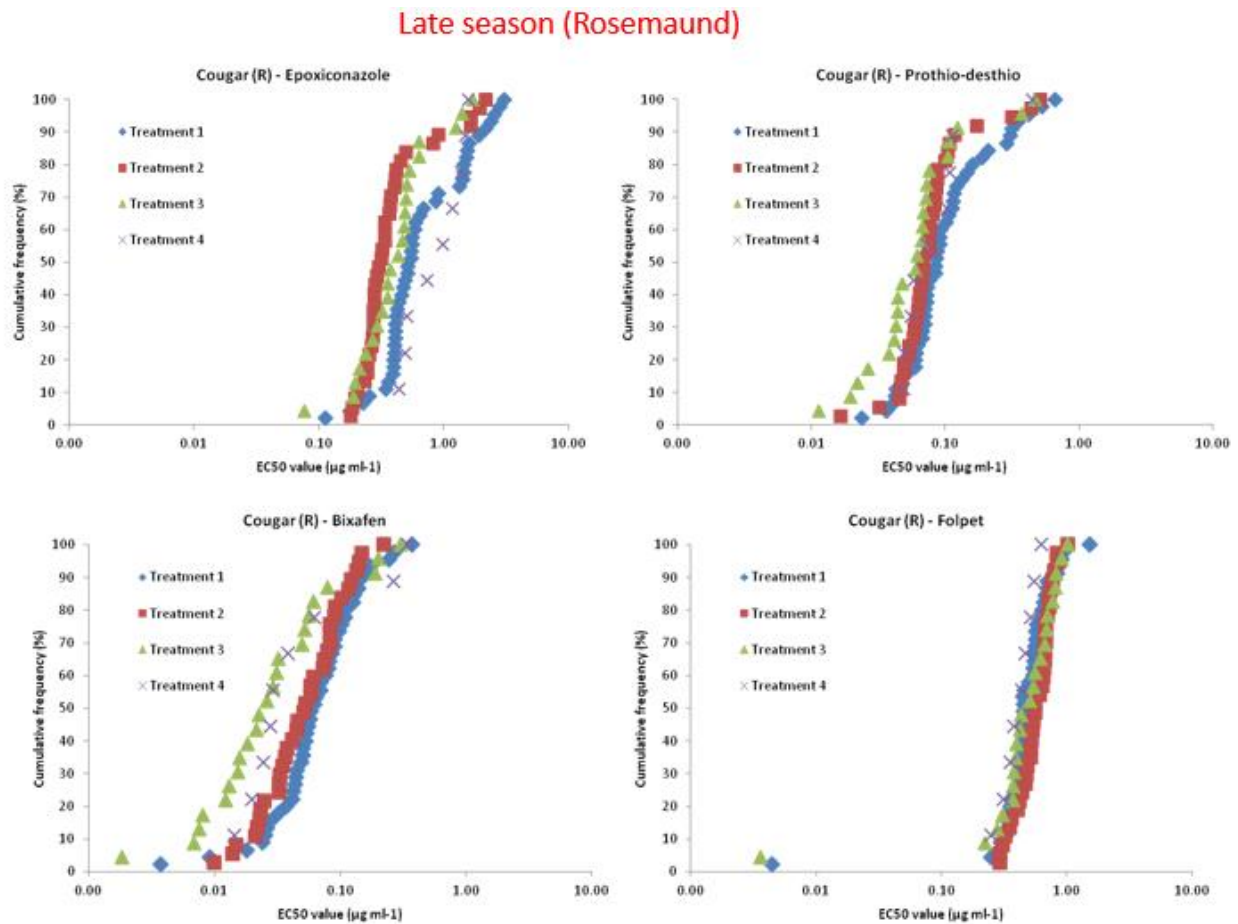 Late season (Rosemaund)
Cougar (R) - Epoxiconazole
Cumulative frequency (%)
100
90
80
70
60
50
40
30
20
10
0
Treatment 1
Treatment 2
Treatment 3
Treatment 4
0.00 0.01 0.10 1.00 10.00
EC50 value (µg ml-1)
Cougar (R) - Prothio-desthio
Cumulative frequency (%)
100
90
80
70
60
50
40
30
20
10
0
Treatment 1
Treatment 2
Treatment 3
Treatment 4
0.00 0.01 0.10 1.00 10.00
EC50 value (µg ml-1)
Cougar (R) - Bixafen
Cumulative frequency (%)
100
90
80
70
60
50
40
30
20
10
0
Treatment 1
Treatment 2
Treatment 3
Treatment 4
0.00 0.01 0.10 1.00 10.00
EC50 value (µg ml-1)
Cougar (R) - Folpet
Cumulative frequency (%)
100
90
80
70
60
50
40
30
20
10
0
Treatment 1
Treatment 2
Treatment 3
Treatment 4
0.00 0.01 0.10 1.00 10.00
EC50 value (µg ml-1)